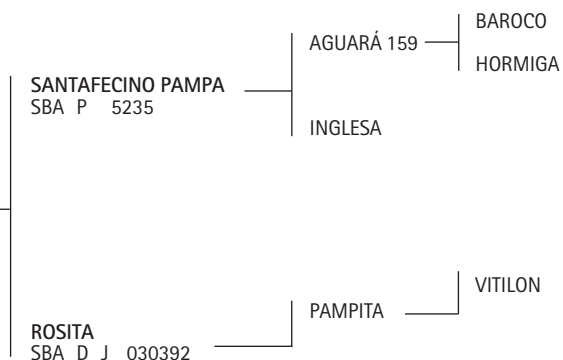 BAROCO
AGUARÁ 159
HORMIGA
SANTAFECINO PAMPA
SBA P 5235
INGLESA
VITILON
PAMPITA
ROSITA
SBA D J 030392